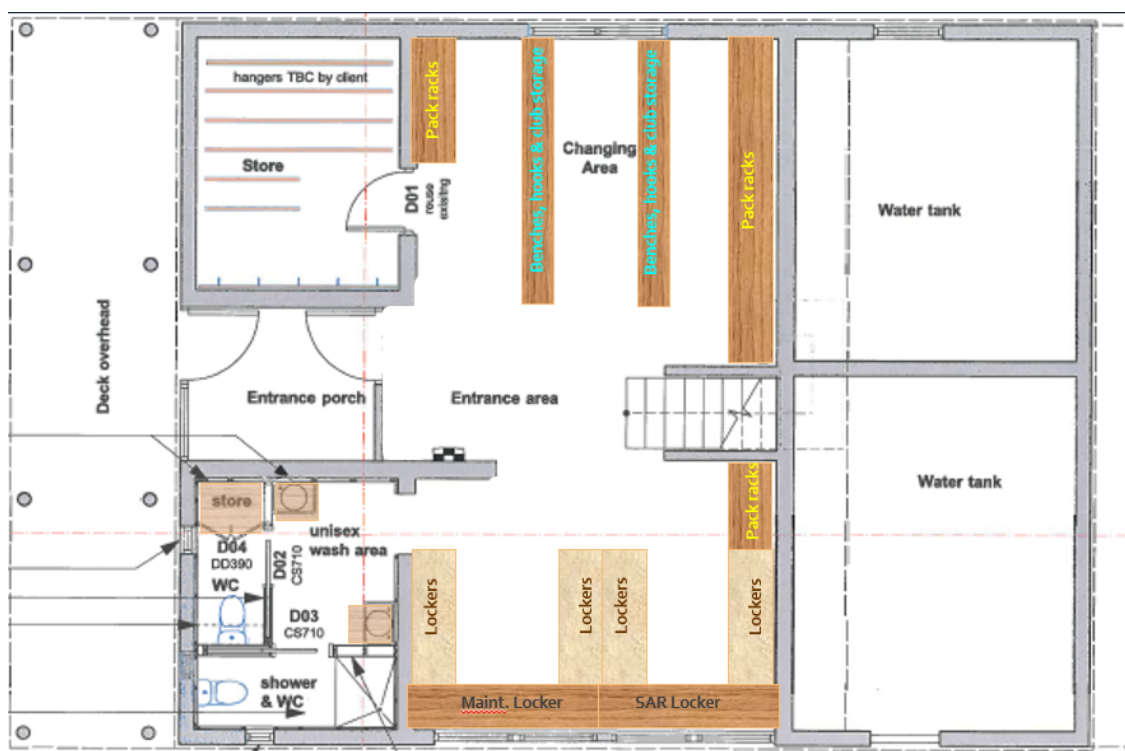 hangers TBC by client
Store
D01
reuse
existing
Pack racks
Benches, hooks & club storage
Changing
Area
Benches, hooks & club storage
Pack racks
Water tank
Deck overhead
Entrance porch
Entrance area
Pack racks
Water tank
store
unisex
wash area
D04
DD390
D02
CS710
WC
D03
CS710
shower
& WC
Lockers
Lockers
Lockers
Lockers
Maint. Locker
SAR Locker